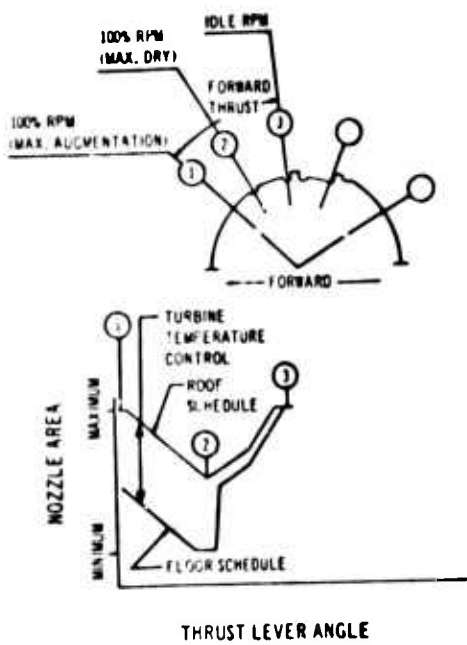 IDLE RPM
100% RPM
(MAX. DRY)
FORWARD
THRUST
100% RPM
(MAX. AUGMENTATION)
3
2
1
FORWARD
1
TURBINE
TEMPERATURE
CONTROL
ROOF
SCHEDULE
3
2
MAXIMUM
NOZZLE AREA
MINIMUM
FLOOR SCHEDULE
THRUST LEVER ANGLE